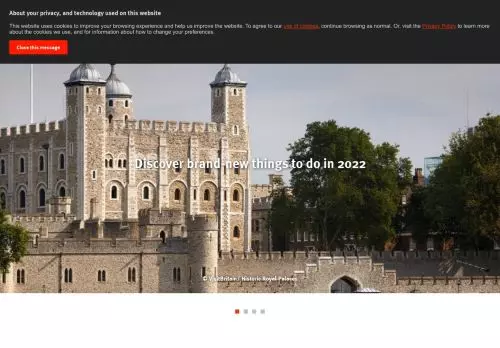 About your privacy, and technology used on this website
This website uses cookies to improve your browsing experience and help us improve the website. To agree to our use of cookies, continue browsing as normal. Or, visit the Privacy Policy to learn more
about the cookies we use, and for information about how to change your preferences.
Close this message
Discover brand-new things to do in 2022
© VisitBritain / Historic Royal Palaces